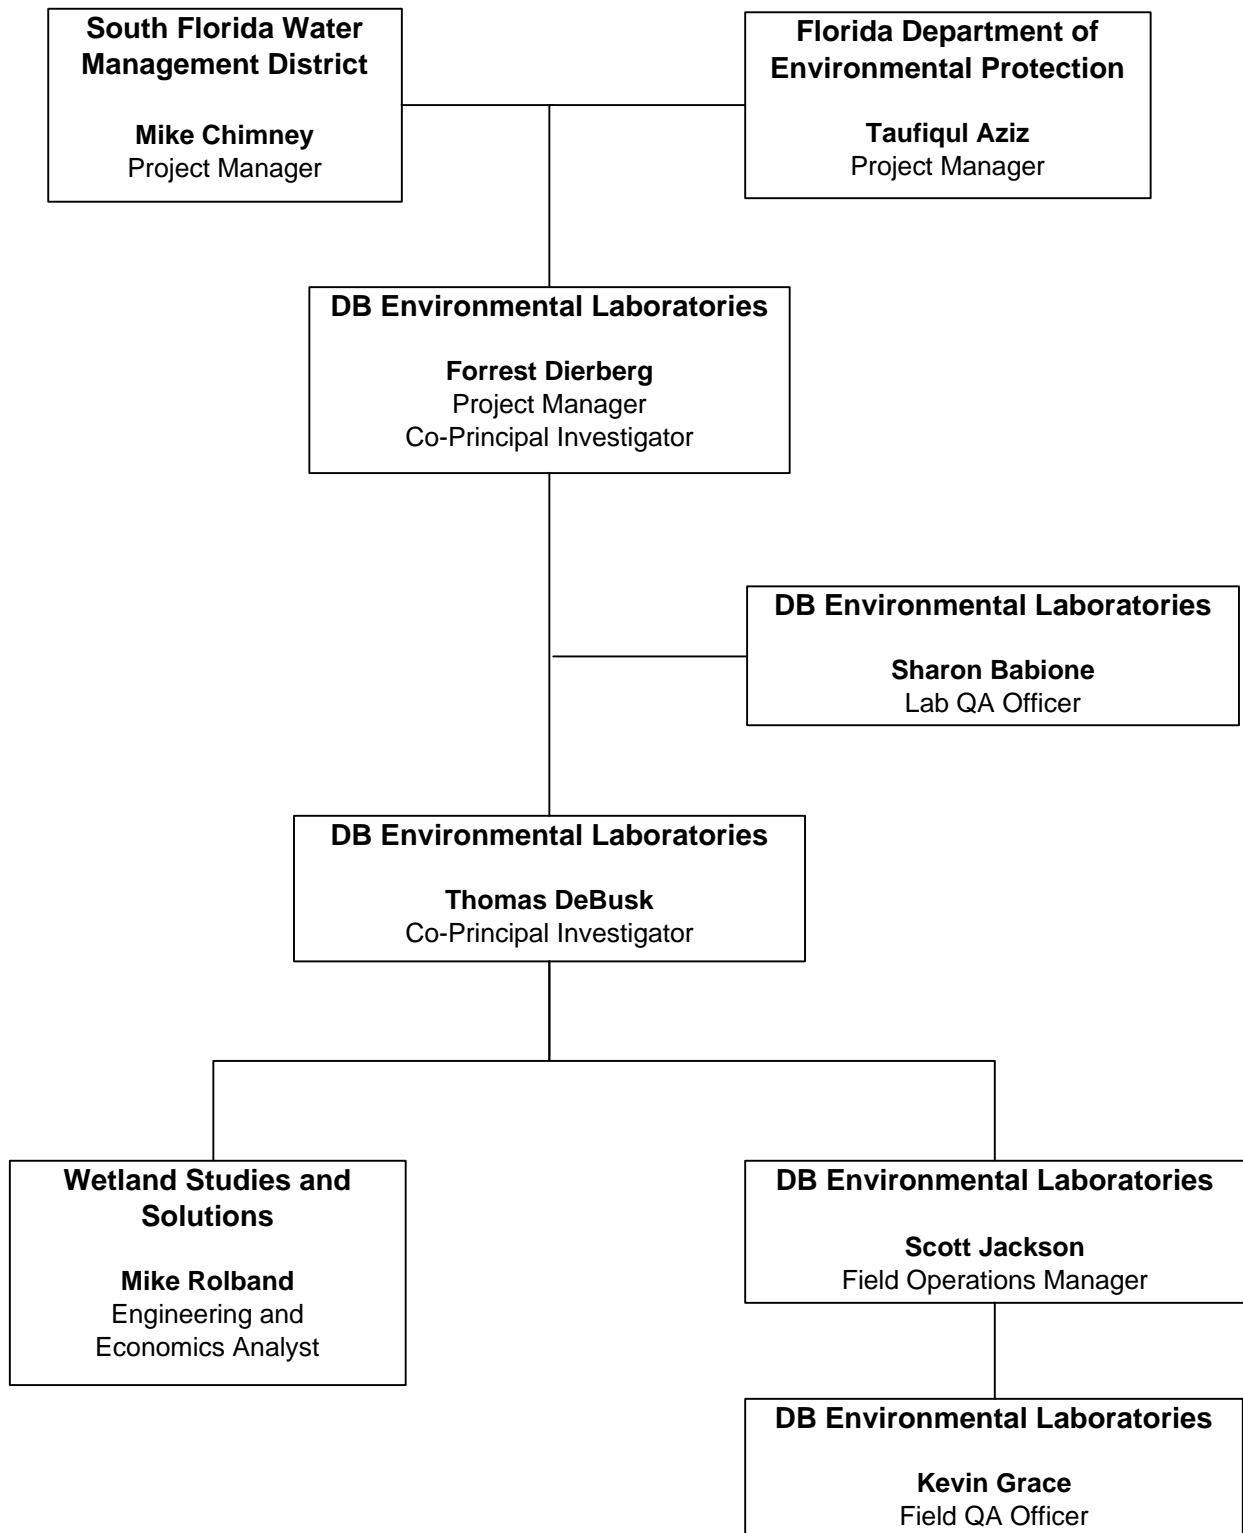 South Florida Water
Management District
Mike Chimney
Project Manager
Florida Department of
Environmental Protection
Taufiqul Aziz
Project Manager
DB Environmental Laboratories
Forrest Dierberg
Project Manager
Co-Principal Investigator
DB Environmental Laboratories
Sharon Babione
Lab QA Officer
DB Environmental Laboratories
Thomas DeBusk
Co-Principal Investigator
Wetland Studies and
Solutions
Mike Rolband
Engineering and
Economics Analyst
DB Environmental Laboratories
Scott Jackson
Field Operations Manager
DB Environmental Laboratories
Kevin Grace
Field QA Officer